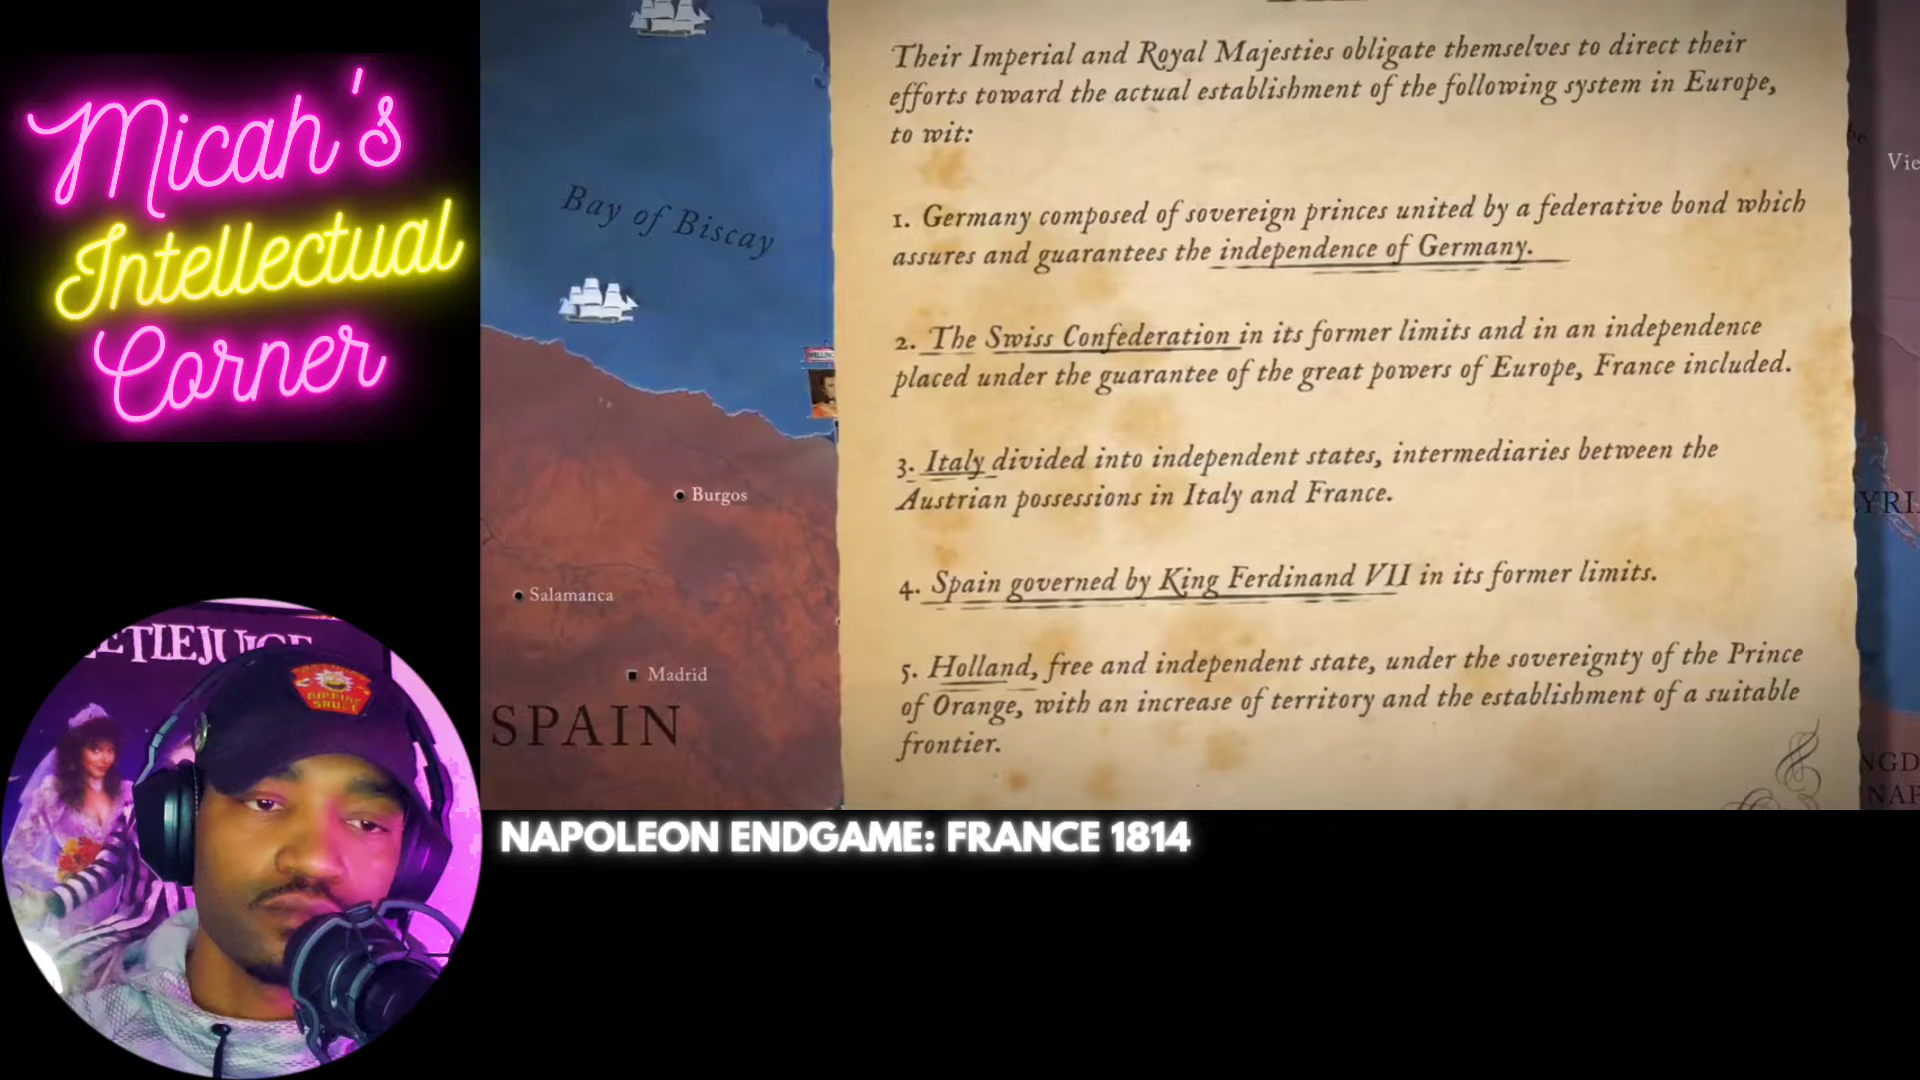 Micah's
Intellectual
Corner
Their Imperial and Royal Majesties obligate themselves to direct their
efforts toward the actual establishment of the following system in Europe,
to wit:
1. Germany composed of sovereign princes united by a federative bond which
assures and guarantees the independence of Germany.
2. The Swiss Confederation in its former limits and in an independence
placed under the guarantee of the great powers of Europe, France included.
3. Italy divided into independent states, intermediaries between the
Austrian possessions in Italy and France.
4. Spain governed by King Ferdinand VII in its former limits.
5. Holland, free and independent state, under the sovereignty of the Prince
of Orange, with an increase of territory and the establishment of a suitable
frontier.
Bay of Biscay
Burgos
Salamanca
Madrid
SPAIN
be
Vie
YRI
NGD
NAP
ETLEJUICE
NAPOLEON ENDGAME: FRANCE 1814